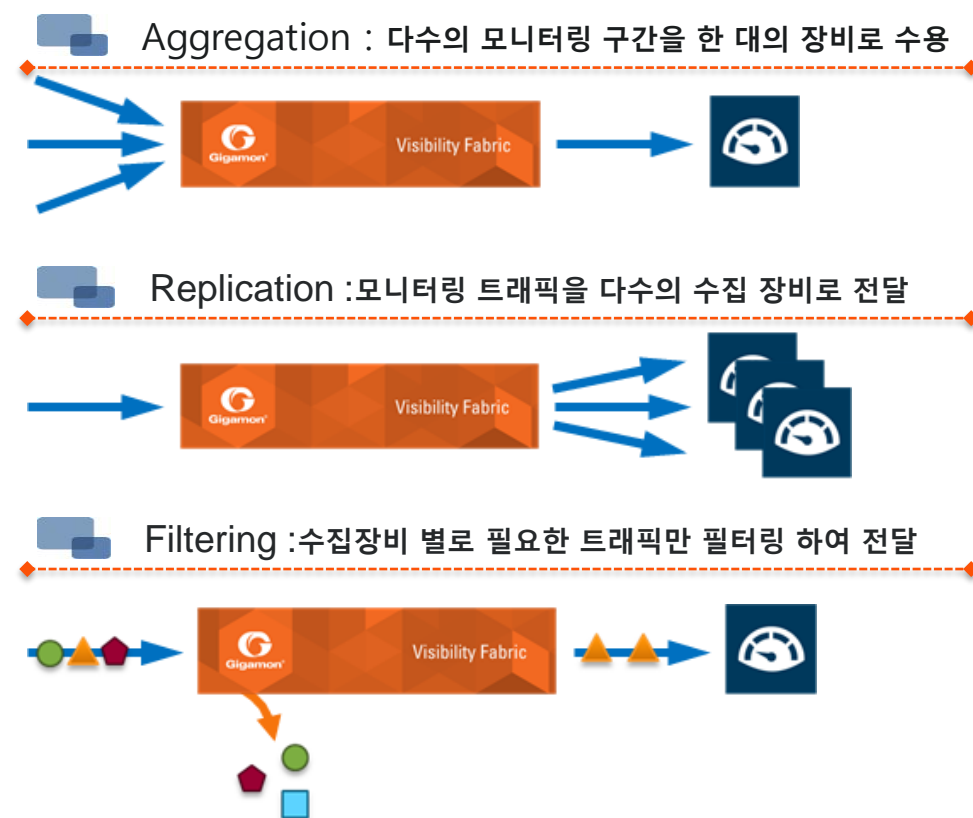 Aggregation : 다수의 모니터링 구간을 한 대의 장비로 수용
Gigamon®
Visibility Fabric
Replication :모니터링 트래픽을 다수의 수집 장비로 전달
Gigamon®
Visibility Fabric
Filtering :수집장비 별로 필요한 트래픽만 필터링 하여 전달
Gigamon®
Visibility Fabric